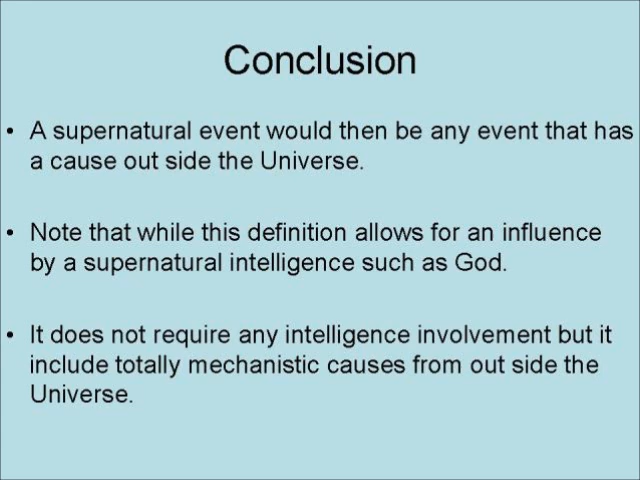 Conclusion
• A supernatural event would then be any event that has
a cause out side the Universe.
• Note that while this definition allows for an influence
by a supernatural intelligence such as God.
• It does not require any intelligence involvement but it
include totally mechanistic causes from out side the
Universe.